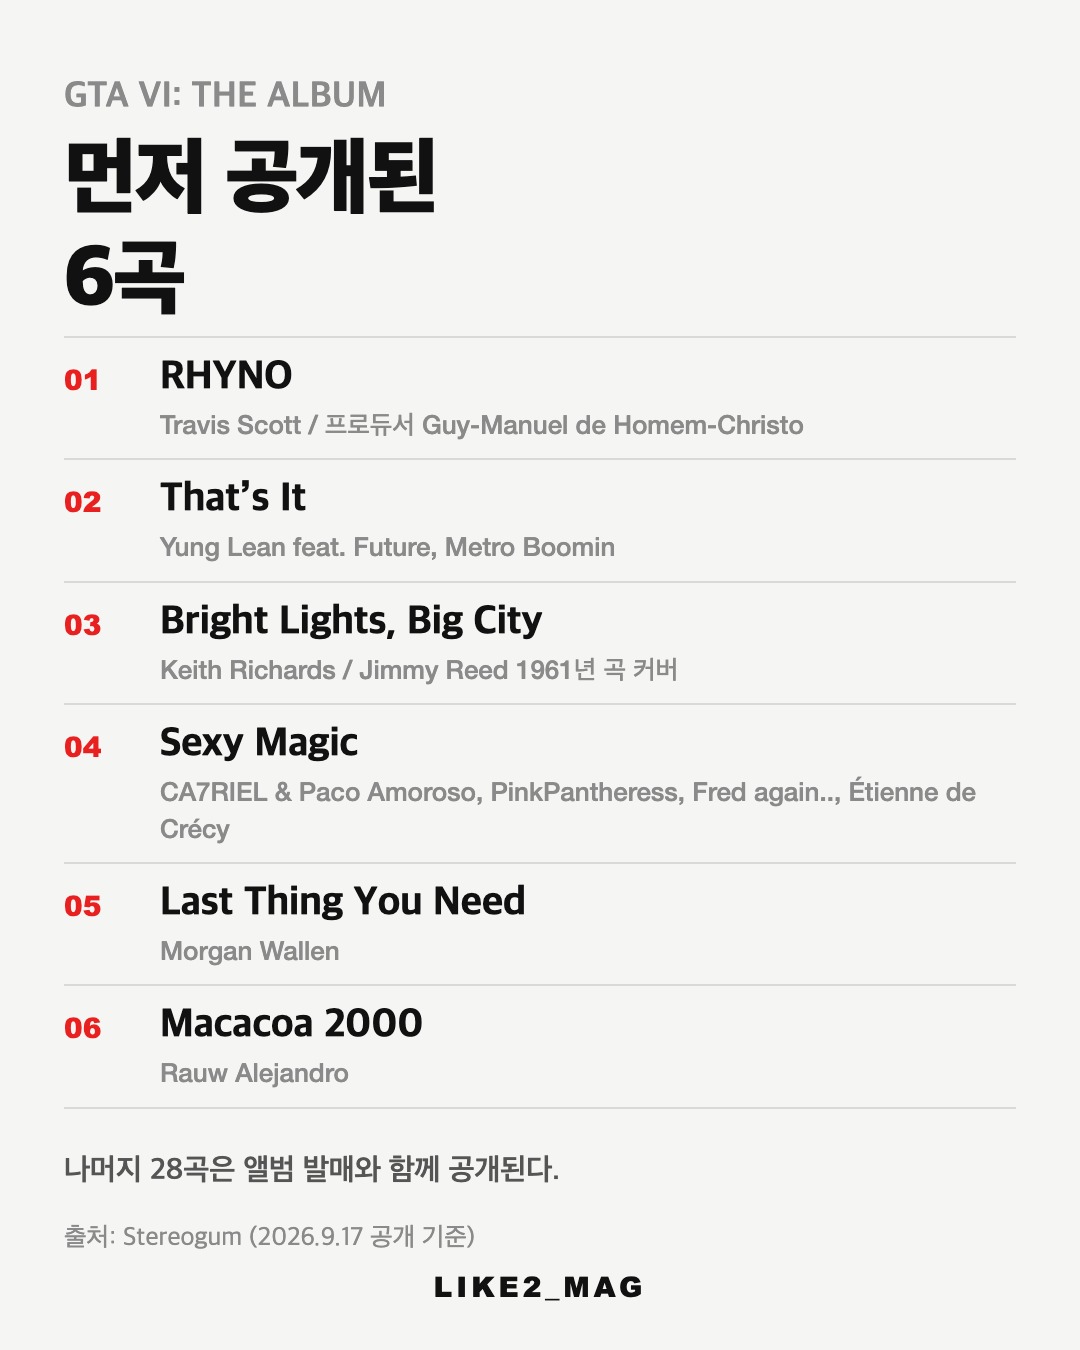 GTA VI: THE ALBUM
먼저 공개된
6곡
01
RHYNO
Travis Scott / 프로듀서 Guy-Manuel de Homem-Christo
02
That’s It
Yung Lean feat. Future, Metro Boomin
03
Bright Lights, Big City
Keith Richards / Jimmy Reed 1961년 곡 커버
04
Sexy Magic
CA7RIEL & Paco Amoroso, PinkPantheress, Fred again.., Étienne de
Crécy
05
Last Thing You Need
Morgan Wallen
06
Macacoa 2000
Rauw Alejandro
나머지 28곡은 앨범 발매와 함께 공개된다.
출처: Stereogum (2026.9.17 공개 기준)
LIKE2_MAG